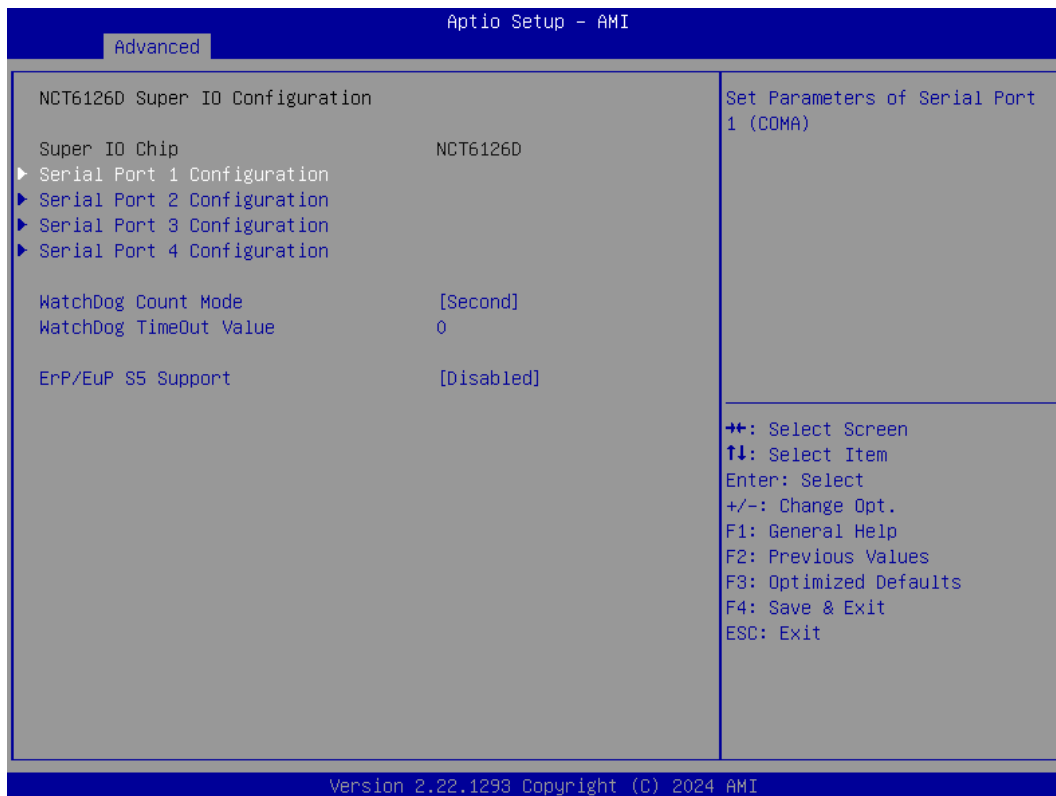 Aptio Setup – AMI
Advanced
NCT6126D Super IO Configuration
Super IO Chip NCT6126D
Serial Port 1 Configuration
Serial Port 2 Configuration
Serial Port 3 Configuration
Serial Port 4 Configuration
WatchDog Count Mode [Second]
WatchDog TimeOut Value 0
ErP/EuP S5 Support [Disabled]
Set Parameters of Serial Port
1 (COMA)
→←: Select Screen
↑↓: Select Item
Enter: Select
+/-: Change Opt.
F1: General Help
F2: Previous Values
F3: Optimized Defaults
F4: Save & Exit
ESC: Exit
Version 2.22.1293 Copyright (C) 2024 AMI